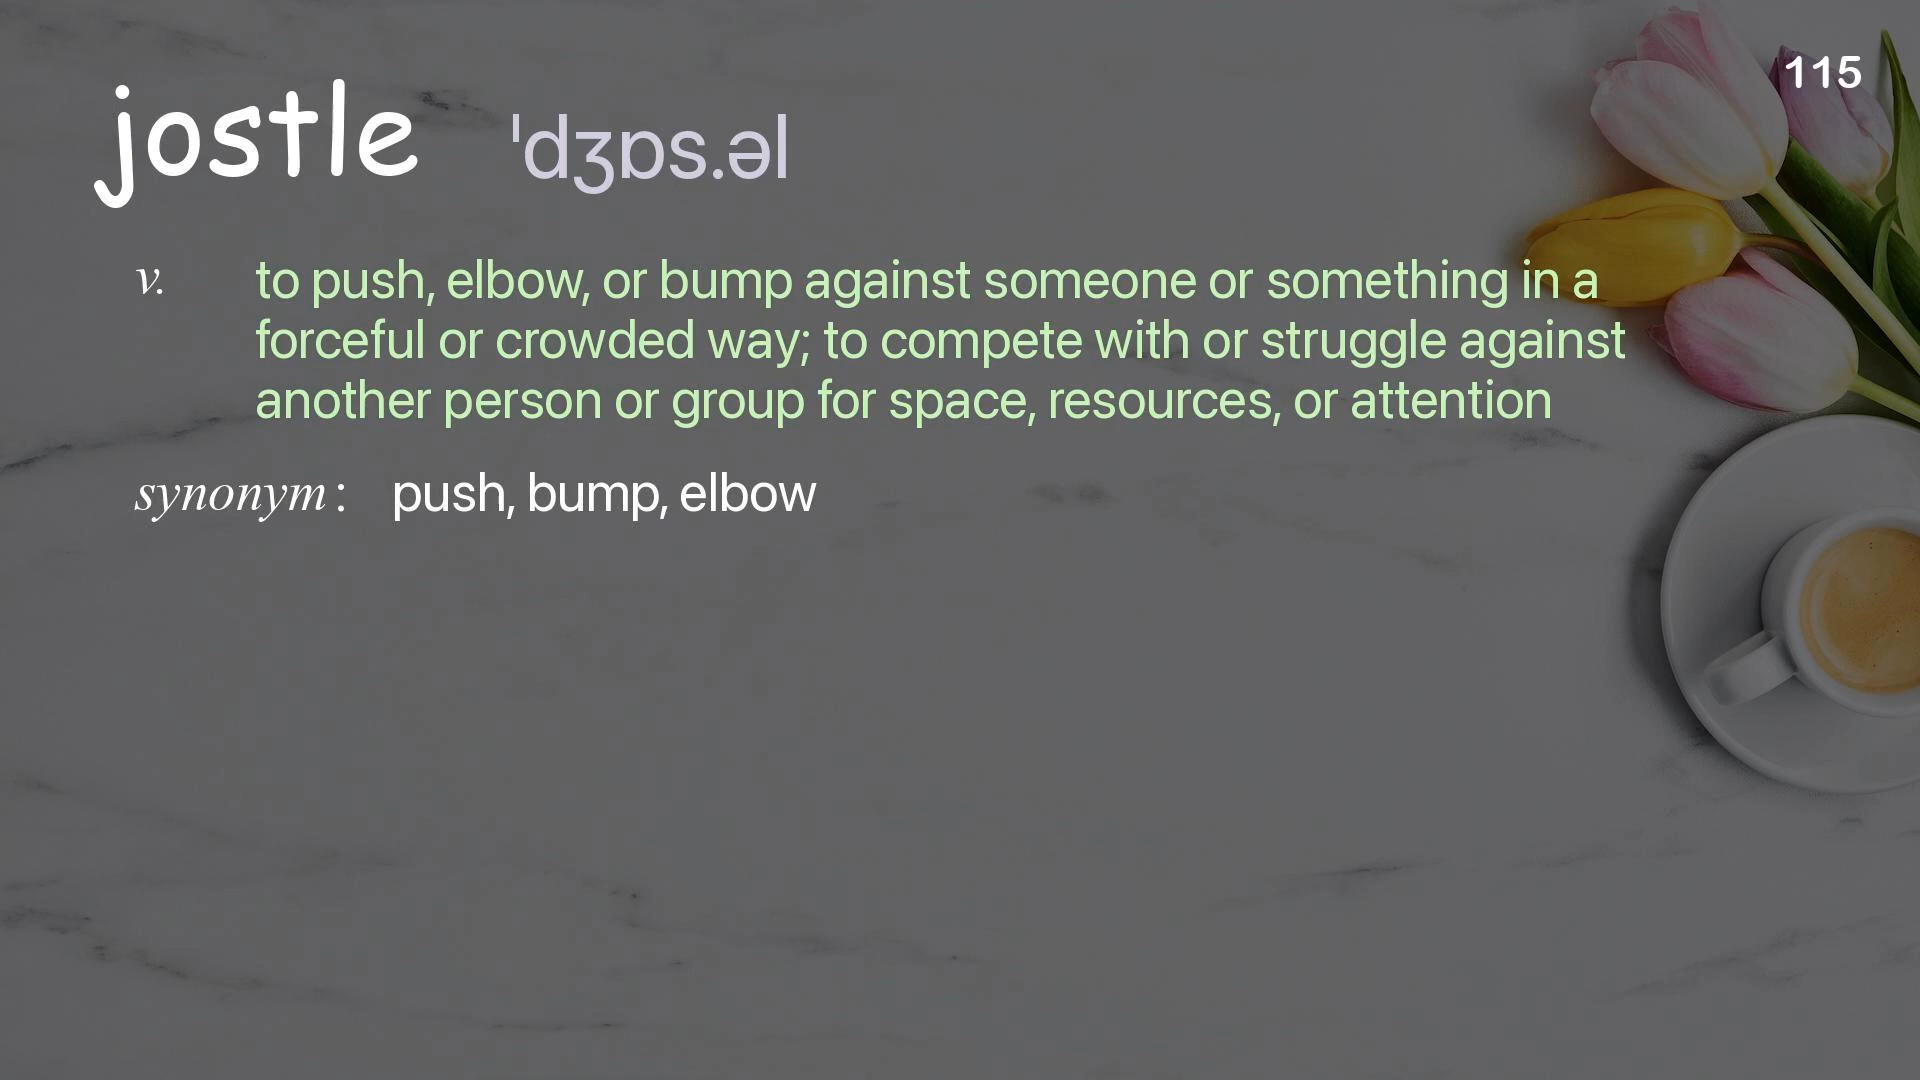 115
jostle ˈdʒɒs.əl
v. to push, elbow, or bump against someone or something in a
forceful or crowded way; to compete with or struggle against
another person or group for space, resources, or attention
synonym : push, bump, elbow